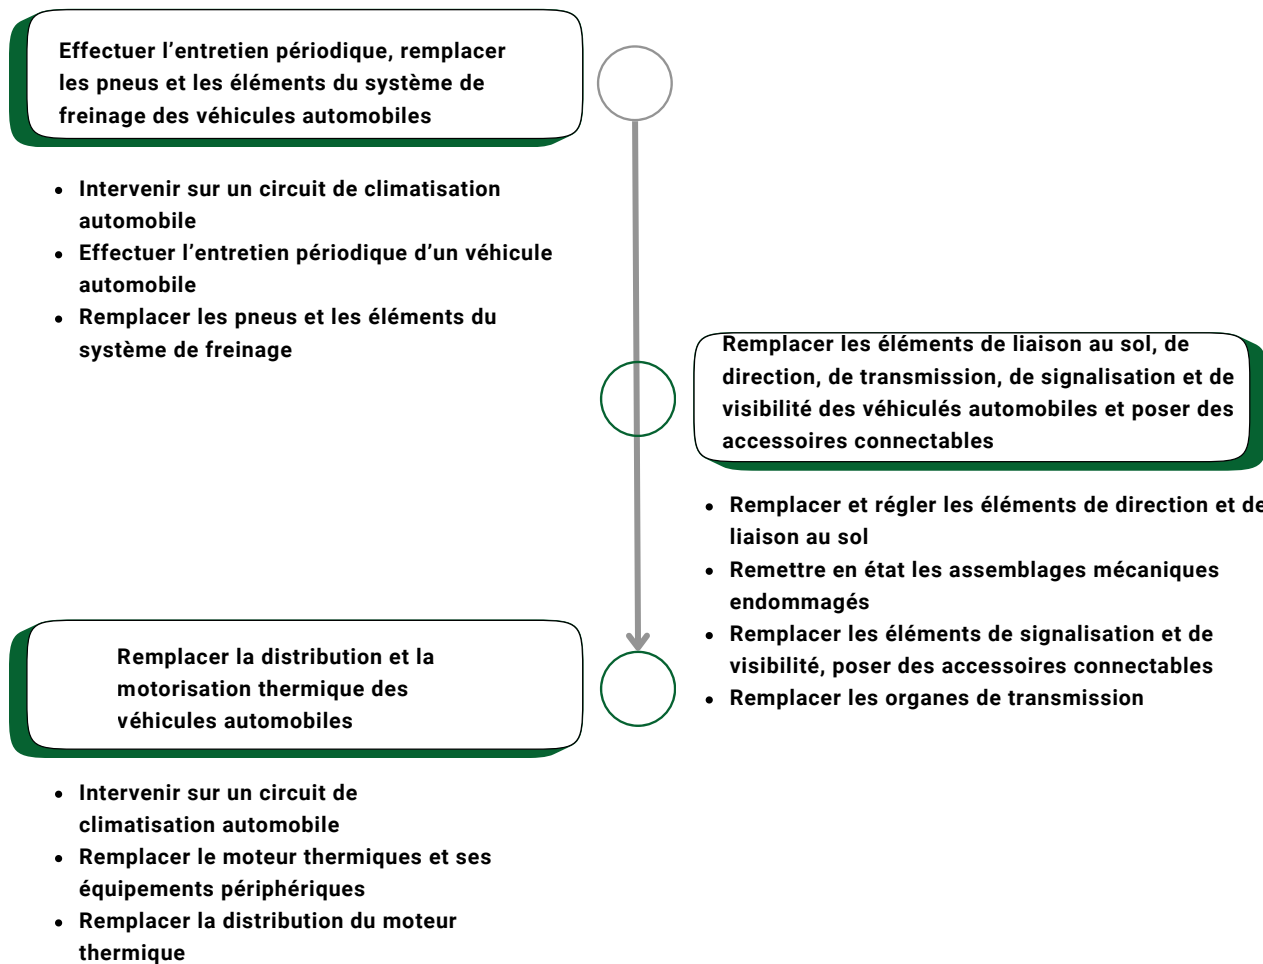 Effectuer l’entretien périodique, remplacer
les pneus et les éléments du système de
freinage des véhicules automobiles
• Intervenir sur un circuit de climatisation
automobile
• Effectuer l’entretien périodique d’un véhicule
automobile
• Remplacer les pneus et les éléments du
système de freinage
Remplacer les éléments de liaison au sol, de
direction, de transmission, de signalisation et de
visibilité des véhiculés automobiles et poser des
accessoires connectables
• Remplacer et régler les éléments de direction et de
liaison au sol
• Remettre en état les assemblages mécaniques
endommagés
• Remplacer les éléments de signalisation et de
visibilité, poser des accessoires connectables
• Remplacer les organes de transmission
Remplacer la distribution et la
motorisation thermique des
véhicules automobiles
• Intervenir sur un circuit de
climatisation automobile
• Remplacer le moteur thermiques et ses
équipements périphériques
• Remplacer la distribution du moteur
thermique